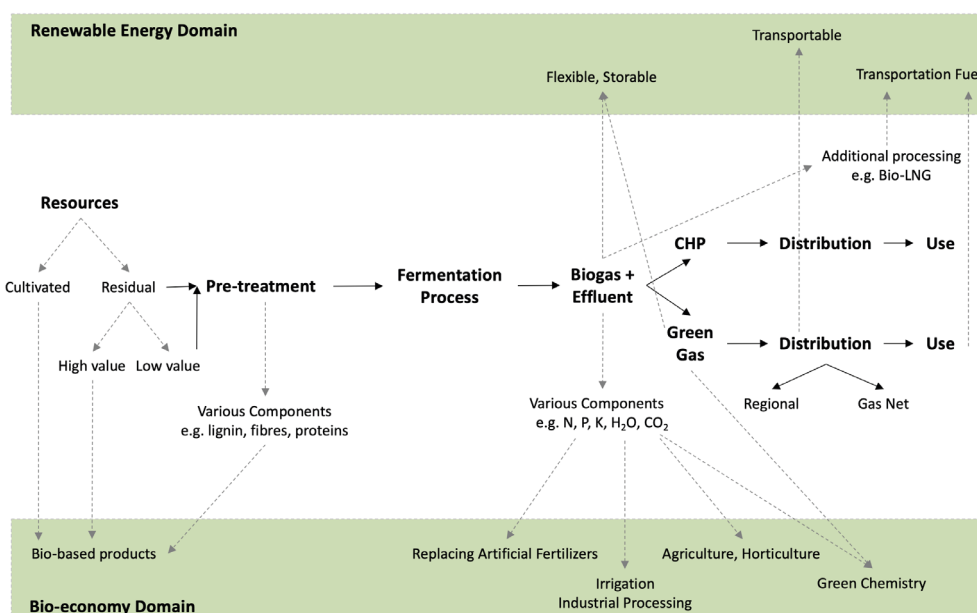 Renewable Energy Domain
Transportable
Flexible, Storable
Transportation Fue
Additional processing
e.g. Bio-LNG
Resources
CHP
Distribution
Use
Cultivated
Residual
Pre-treatment
Fermentation
Process
Biogas +
Effluent
Green
Gas
Distribution
Use
High value
Low value
Regional
Gas Net
Various Components
e.g. lignin, fibres, proteins
Various Components
e.g. N, P, K, H₂O, CO₂
Bio-based products
Replacing Artificial Fertilizers
Agriculture, Horticulture
Irrigation
Industrial Processing
Green Chemistry
Bio-economy Domain